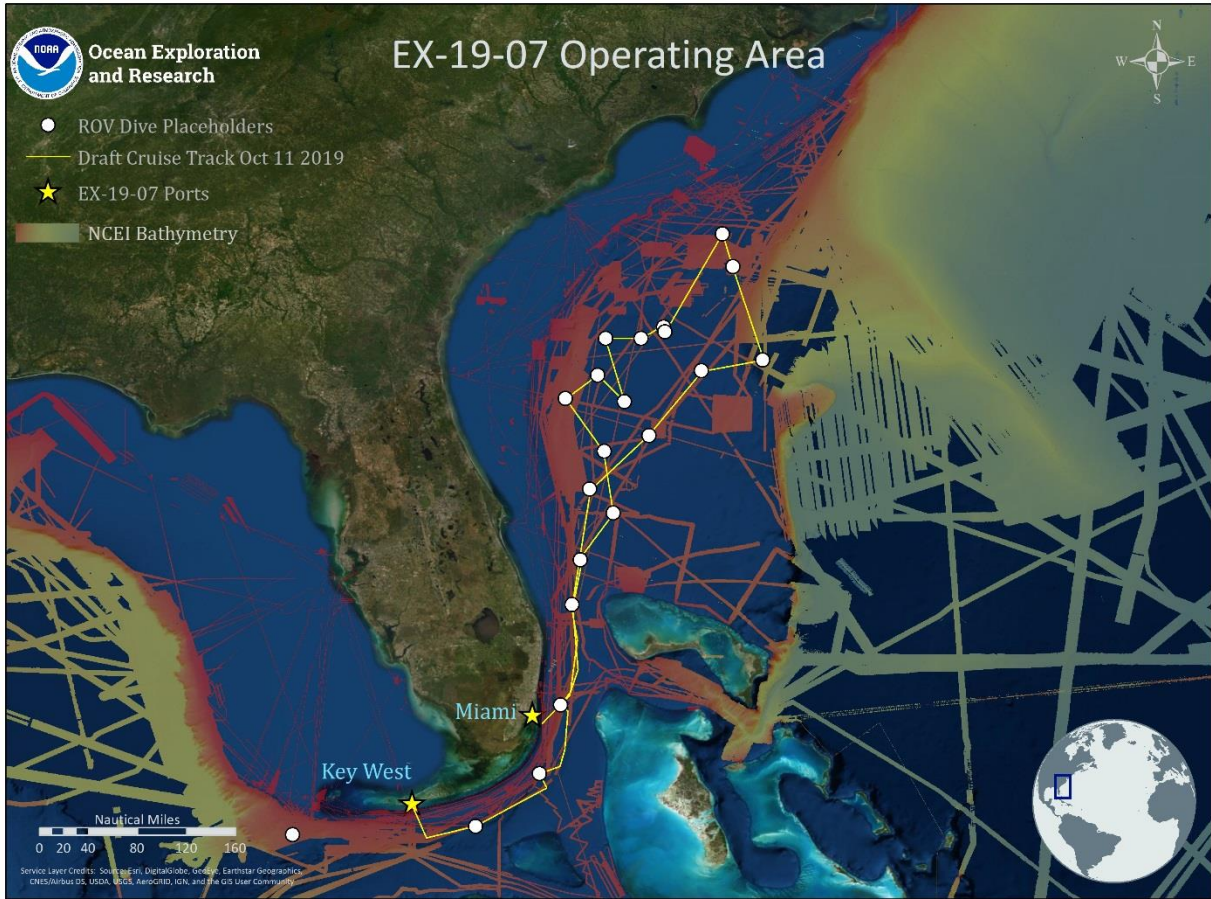 EX-19-07 Operating Area
NOAA
Ocean Exploration
and Research
ROV Dive Placeholders
Draft Cruise Track Oct 11 2019
EX-19-07 Ports
NCEI Bathymetry
N
W
E
S
Miami
Key West
Nautical Miles
0 20 40 80 120 160
Service Layer Credits: Source: Esri, DigitalGlobe, GeoEye, Earthstar Geographics,
CNES/Airbus DS, USDA, USGS, AeroGRID, IGN, and the GIS User Community